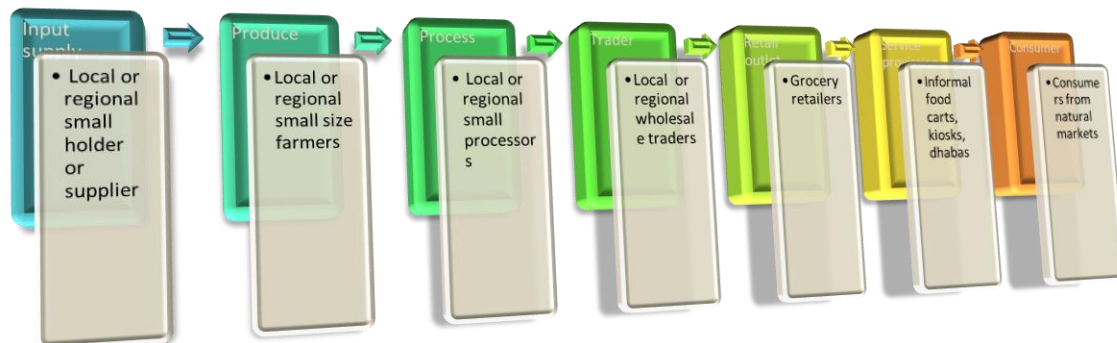 Input
supply
• Local or
regional
small
holder
or
supplier
Produce
• Local or
regional
small size
farmers
Process
• Local or
regional
small
processor
s
Trader
• Local or
regional
wholesal
e traders
Retail
outlet
• Grocery
retailers
Service
• Informal
food
carts,
kiosks,
dhabas
Consumer
• Consume
rs from
natural
markets